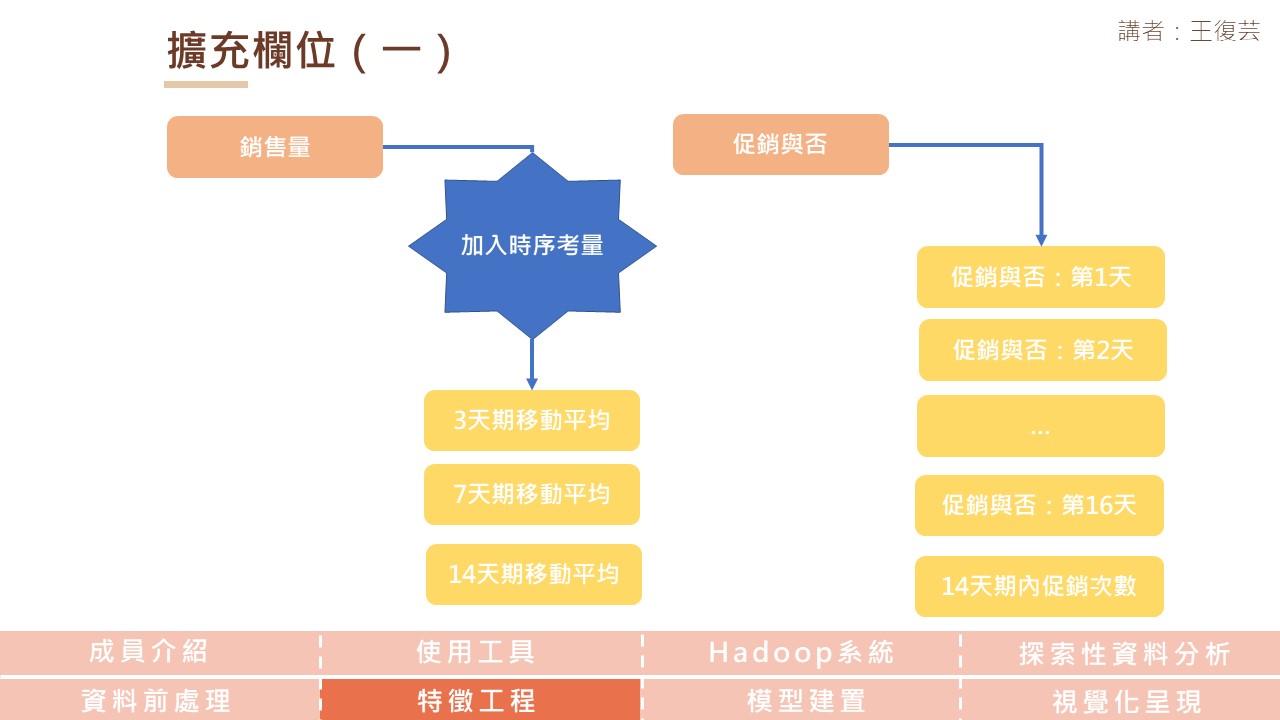 擴充欄位（一）
講者：王復芸
銷售量
加入時序考量
3天期移動平均
7天期移動平均
14天期移動平均
促銷與否
促銷與否：第1天
促銷與否：第2天
...
促銷與否：第16天
14天期內促銷次數
成員介紹
使用工具
Hadoop系統
探索性資料分析
資料前處理
特徵工程
模型建置
視覺化呈現